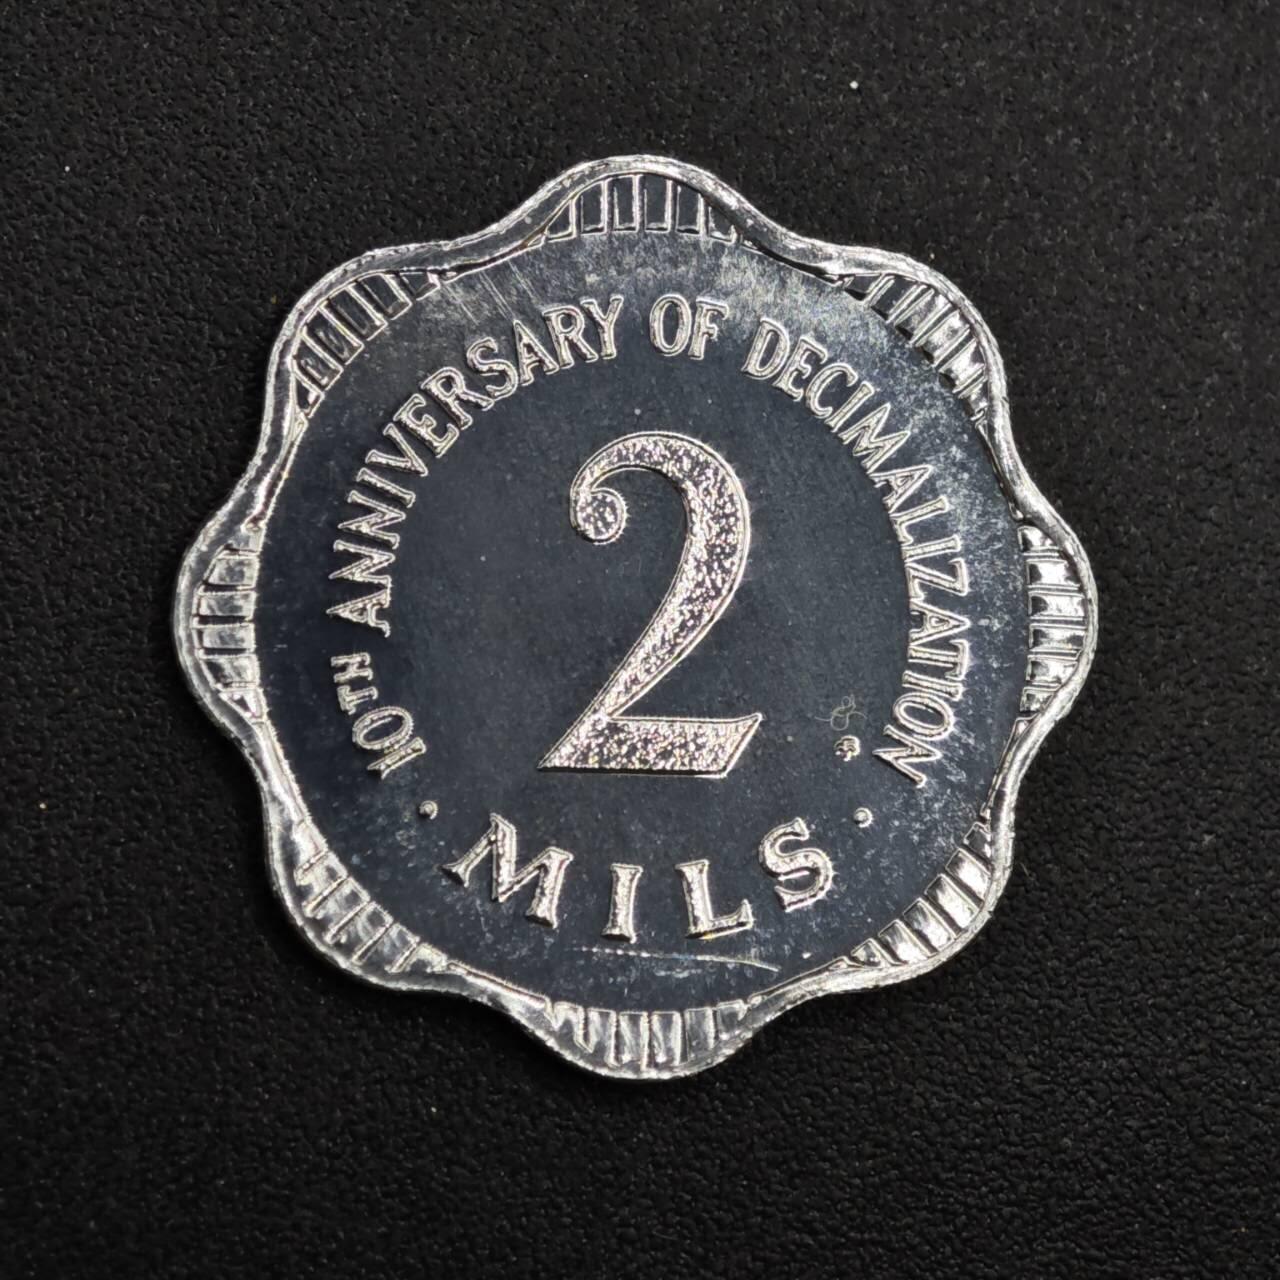 10TH ANNIVERSARY OF DECIMALIZATION
2
· MILS ·